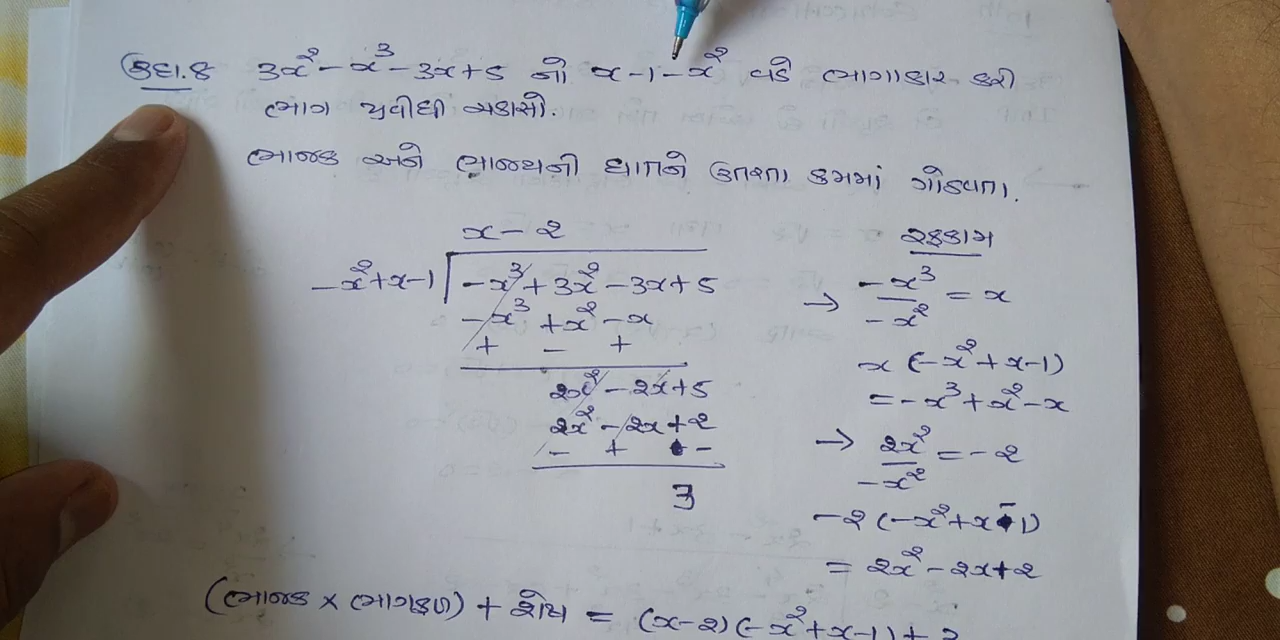 ઉદા.૪ 3x² - x³ - 3x + 5 નો x - 1 - x² વડે ભાગાકાર કરી
ભાગ પ્રવીધી ચકાસો.
ભાજક અને ભાજ્યની ઘાતને ઉતરતા ક્રમમાં ગોઠવતા.
x - 2
-x² + x - 1 -x³ + 3x² - 3x + 5
-x³ + x² - x
+ - +
2x² - 2x + 5
2x² - 2x + 2
- + -
3
રફકામ
→ -x³ / -x² = x
x (-x² + x - 1)
= -x³ + x² - x
→ 2x² / -x² = -2
-2 (-x² + x - 1)
= 2x² - 2x + 2
(ભાજક × ભાગફળ) + શેષ = (x - 2) (-x² + x - 1) + 3